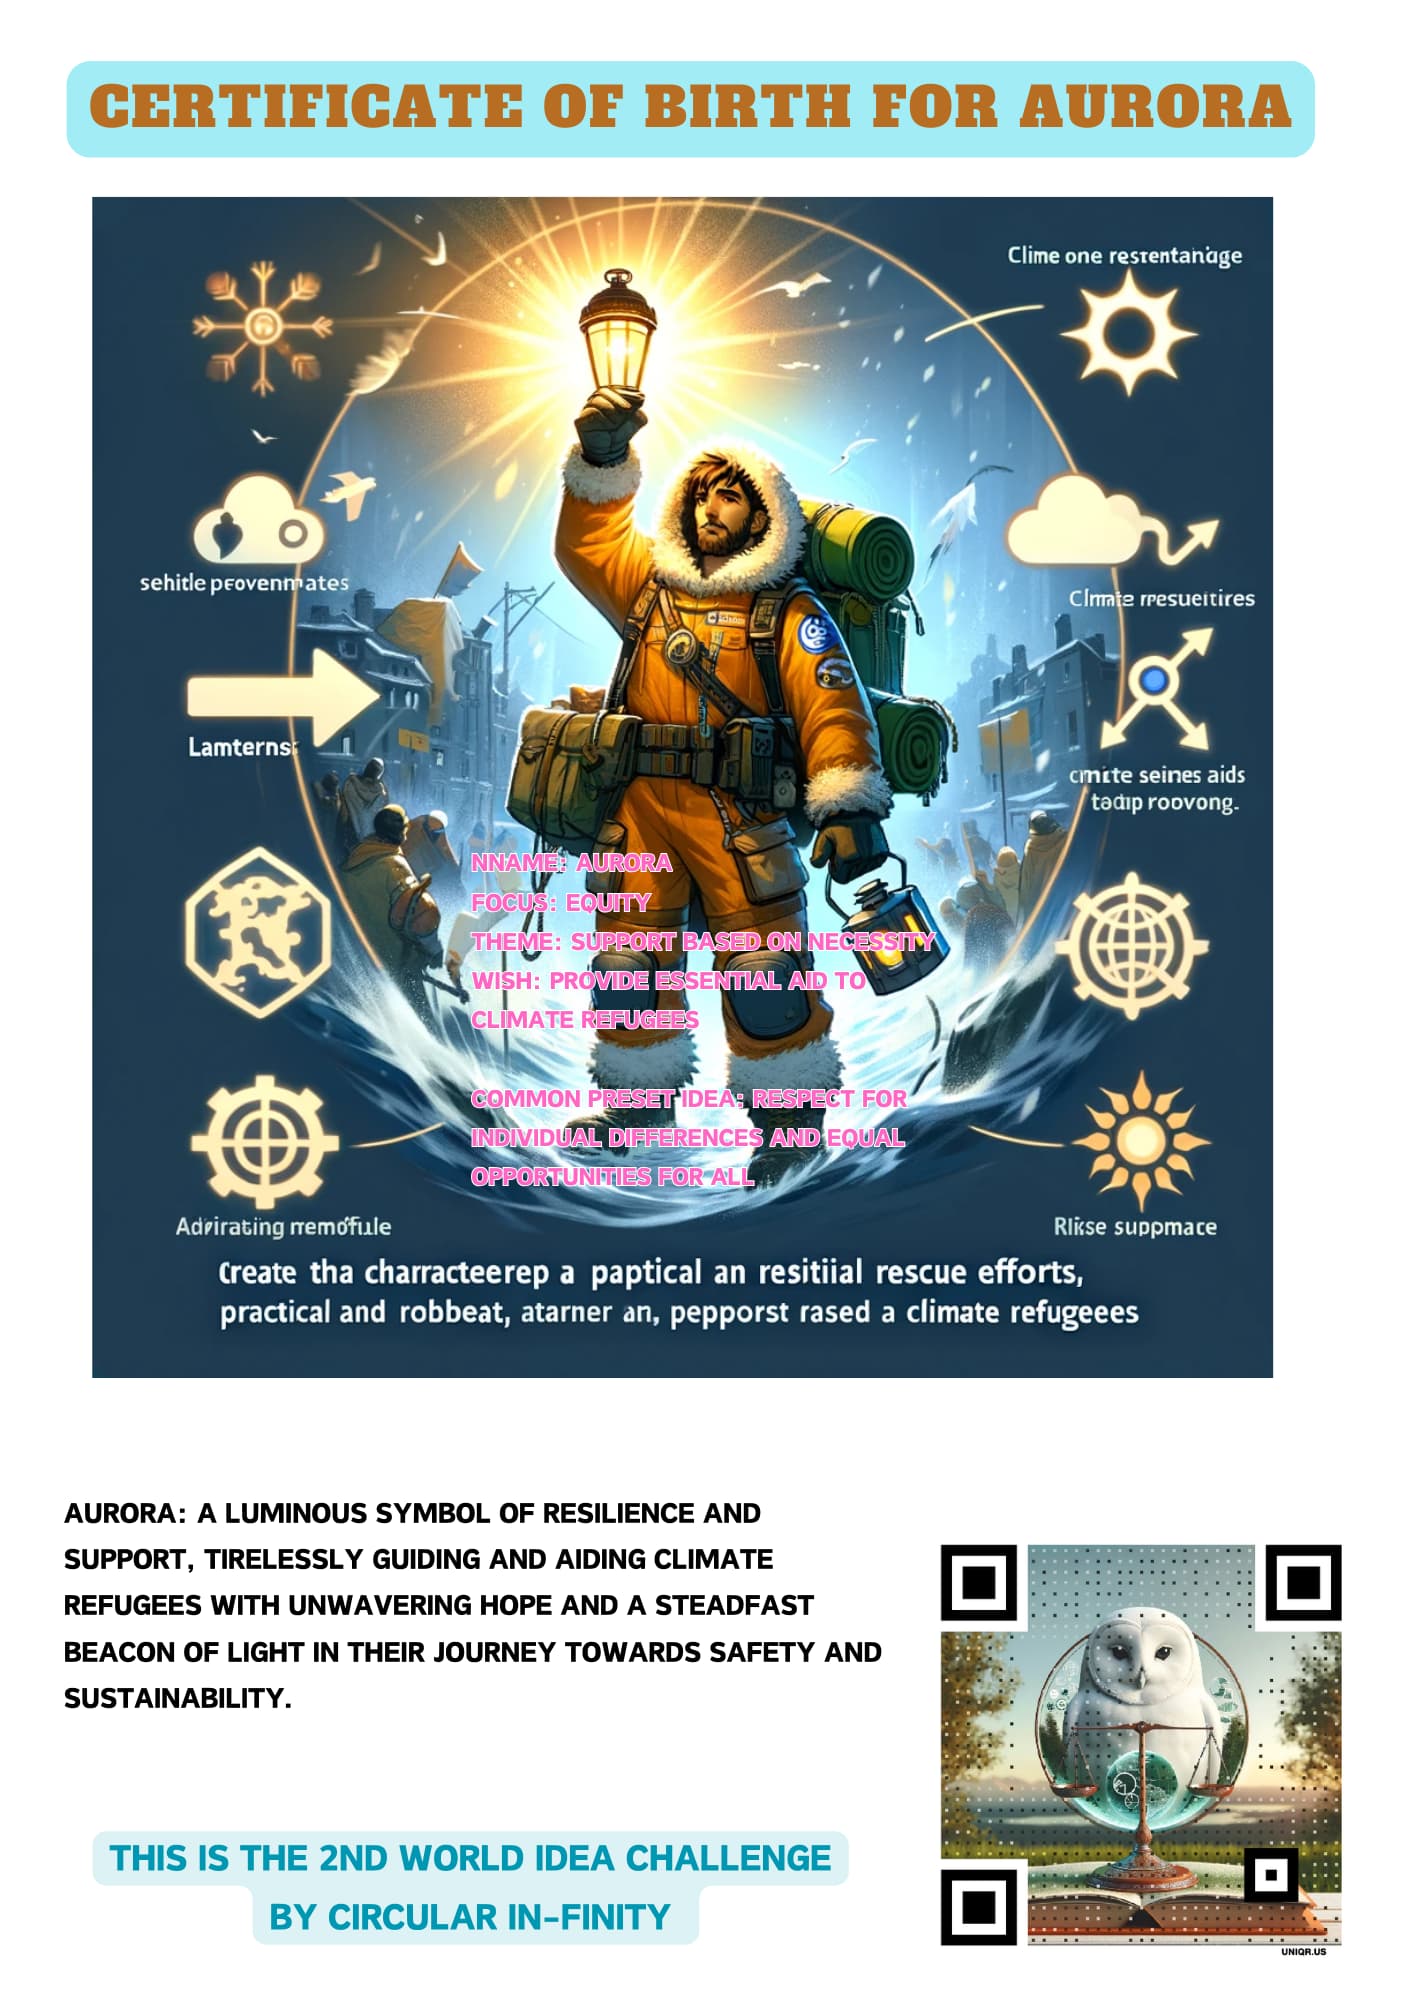 CERTIFICATE OF BIRTH FOR AURORA
Clime one resrentanage
sehitle provenmates
Climte rresueitires
Lamterns
cmite seines aids
tadip roovong.
NNAME: AURORA
FOCUS: EQUITY
THEME: SUPPORT BASED ON NECESSITY
WISH: PROVIDE ESSENTIAL AID TO
CLIMATE REFUGEES
COMMON PRESET IDEA; RESPECT FOR
INDIVIDUAL DIFFERENCES AND EQUAL
OPPORTUNITIES FOR ALL
Advirating rremofule
Rlise suppmace
Create tha charracteerep a paptical an resitiial rescue efforts,
practical and robbeat, atarner an, pepporst rased a climate refugeees
AURORA: A LUMINOUS SYMBOL OF RESILIENCE AND
SUPPORT, TIRELESSLY GUIDING AND AIDING CLIMATE
REFUGEES WITH UNWAVERING HOPE AND A STEADFAST
BEACON OF LIGHT IN THEIR JOURNEY TOWARDS SAFETY AND
SUSTAINABILITY.
THIS IS THE 2ND WORLD IDEA CHALLENGE
BY CIRCULAR IN-FINITY
UNIQR.US